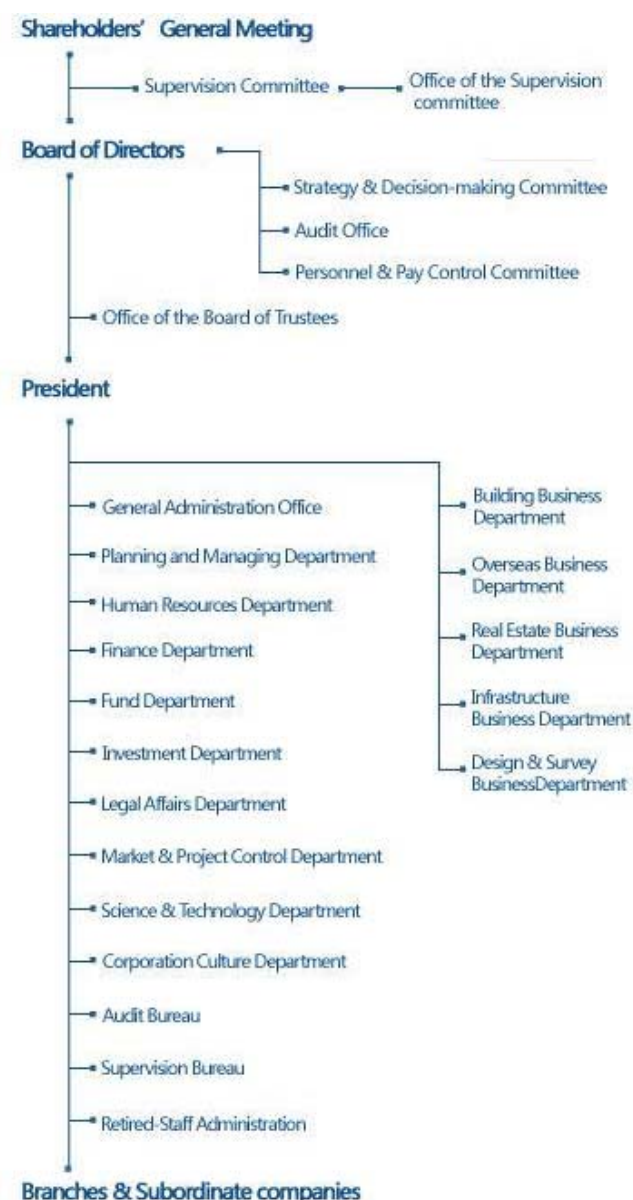 Shareholders' General Meeting
Supervision Committee
Office of the Supervision
committee
Board of Directors
Strategy & Decision-making Committee
Audit Office
Personnel & Pay Control Committee
Office of the Board of Trustees
President
General Administration Office
Planning and Managing Department
Human Resources Department
Finance Department
Fund Department
Investment Department
Legal Affairs Department
Market & Project Control Department
Science & Technology Department
Corporation Culture Department
Audit Bureau
Supervision Bureau
Retired-Staff Administration
Building Business
Department
Overseas Business
Department
Real Estate Business
Department
Infrastructure
Business Department
Design & Survey
BusinessDepartment
Branches & Subordinate companies